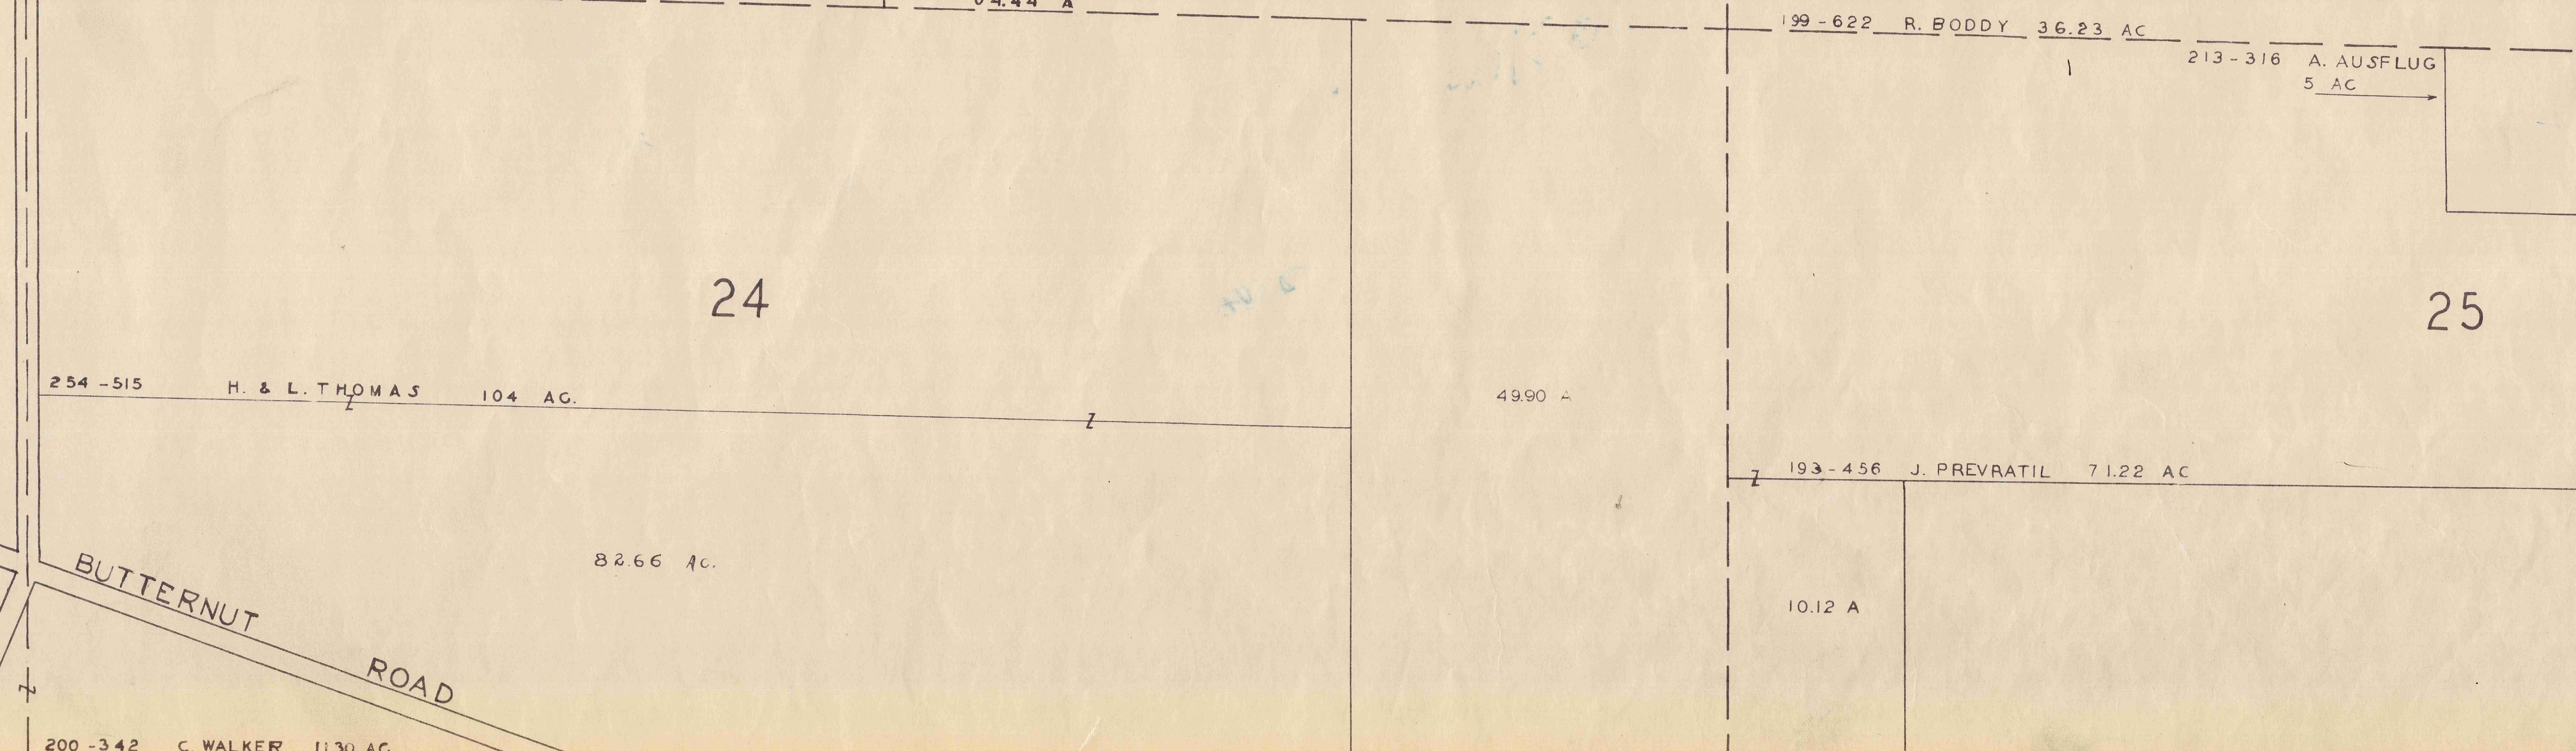 199-622 R. BODDY 36.23 AC
213-316 A. AUSFLUG
5 AC
24
25
254-515 H. & L. THOMAS 104 AC.
49.90 A
193-456 J. PREVRATIL 71.22 AC
82.66 AC.
BUTTERNUT ROAD
10.12 A
200-342 C WALKER 11.30 AC